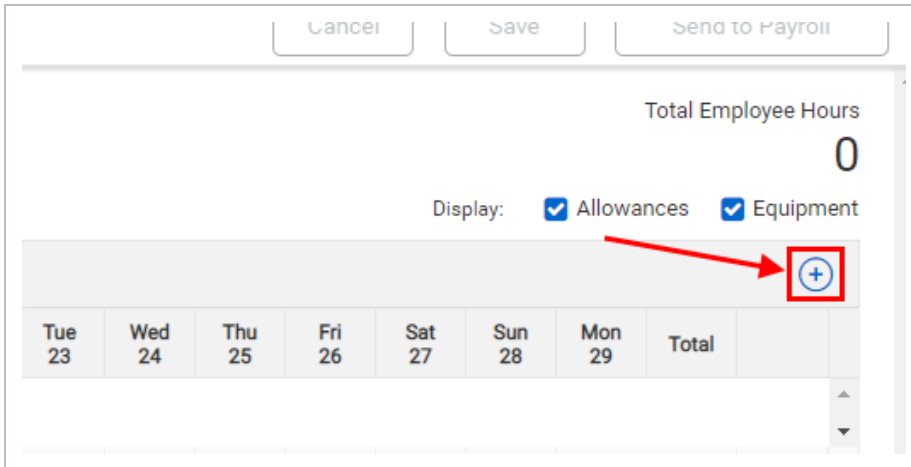 Cancel Save Send to Payroll
Total Employee Hours
0
Display: Allowances Equipment
Tue Wed Thu Fri Sat Sun Mon Total
23 24 25 26 27 28 29